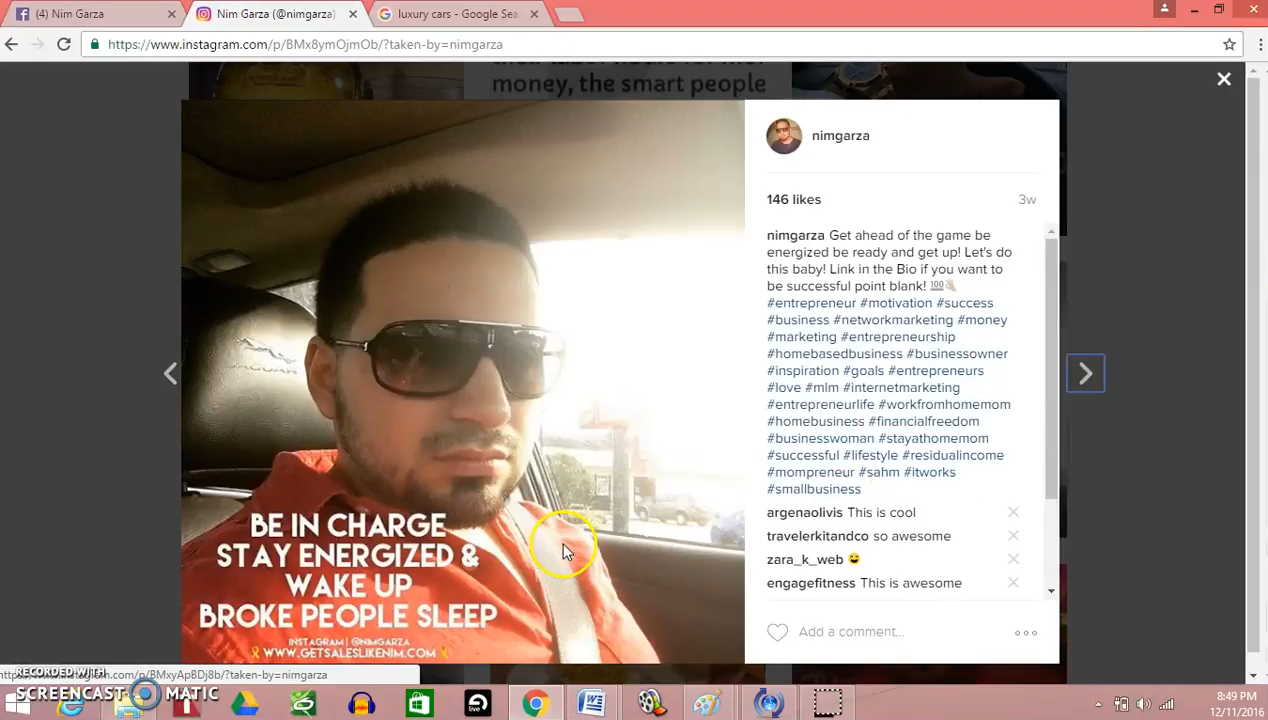 (4) Nim Garza
Nim Garza (@nimgarza)
luxury cars - Google Sea
https://www.instagram.com/p/BMx8ymOjmOb/?taken-by=nimgarza
money, the smart people
nimgarza
146 likes
3w
nimgarza Get ahead of the game be
energized be ready and get up! Let's do
this baby! Link in the Bio if you want to
be successful point blank! 💯👌🏻
#entrepreneur #motivation #success
#business #networkmarketing #money
#marketing #entrepreneurship
#homebasedbusiness #businessowner
#inspiration #goals #entrepreneurs
#love #mlm #internetmarketing
#entrepreneurlife #workfromhomemom
#homebusiness #financialfreedom
#businesswoman #stayathomemom
#successful #lifestyle #residualincome
#mompreneur #sahm #itworks
#smallbusiness
argenaolivis This is cool
travelerkitandco so awesome
zara_k_web 😄
engagefitness This is awesome
Add a comment...
JAGUAR
BE IN CHARGE
STAY ENERGIZED &
WAKE UP
BROKE PEOPLE SLEEP
INSTAGRAM | @NIMGARZA
WWW.GETSALESLIKENIM.COM
/p/BMxyApBDj8b/?taken-by=nimgarza
RECORDED WITH
SCREENCAST MATIC
8:49 PM
12/11/2016